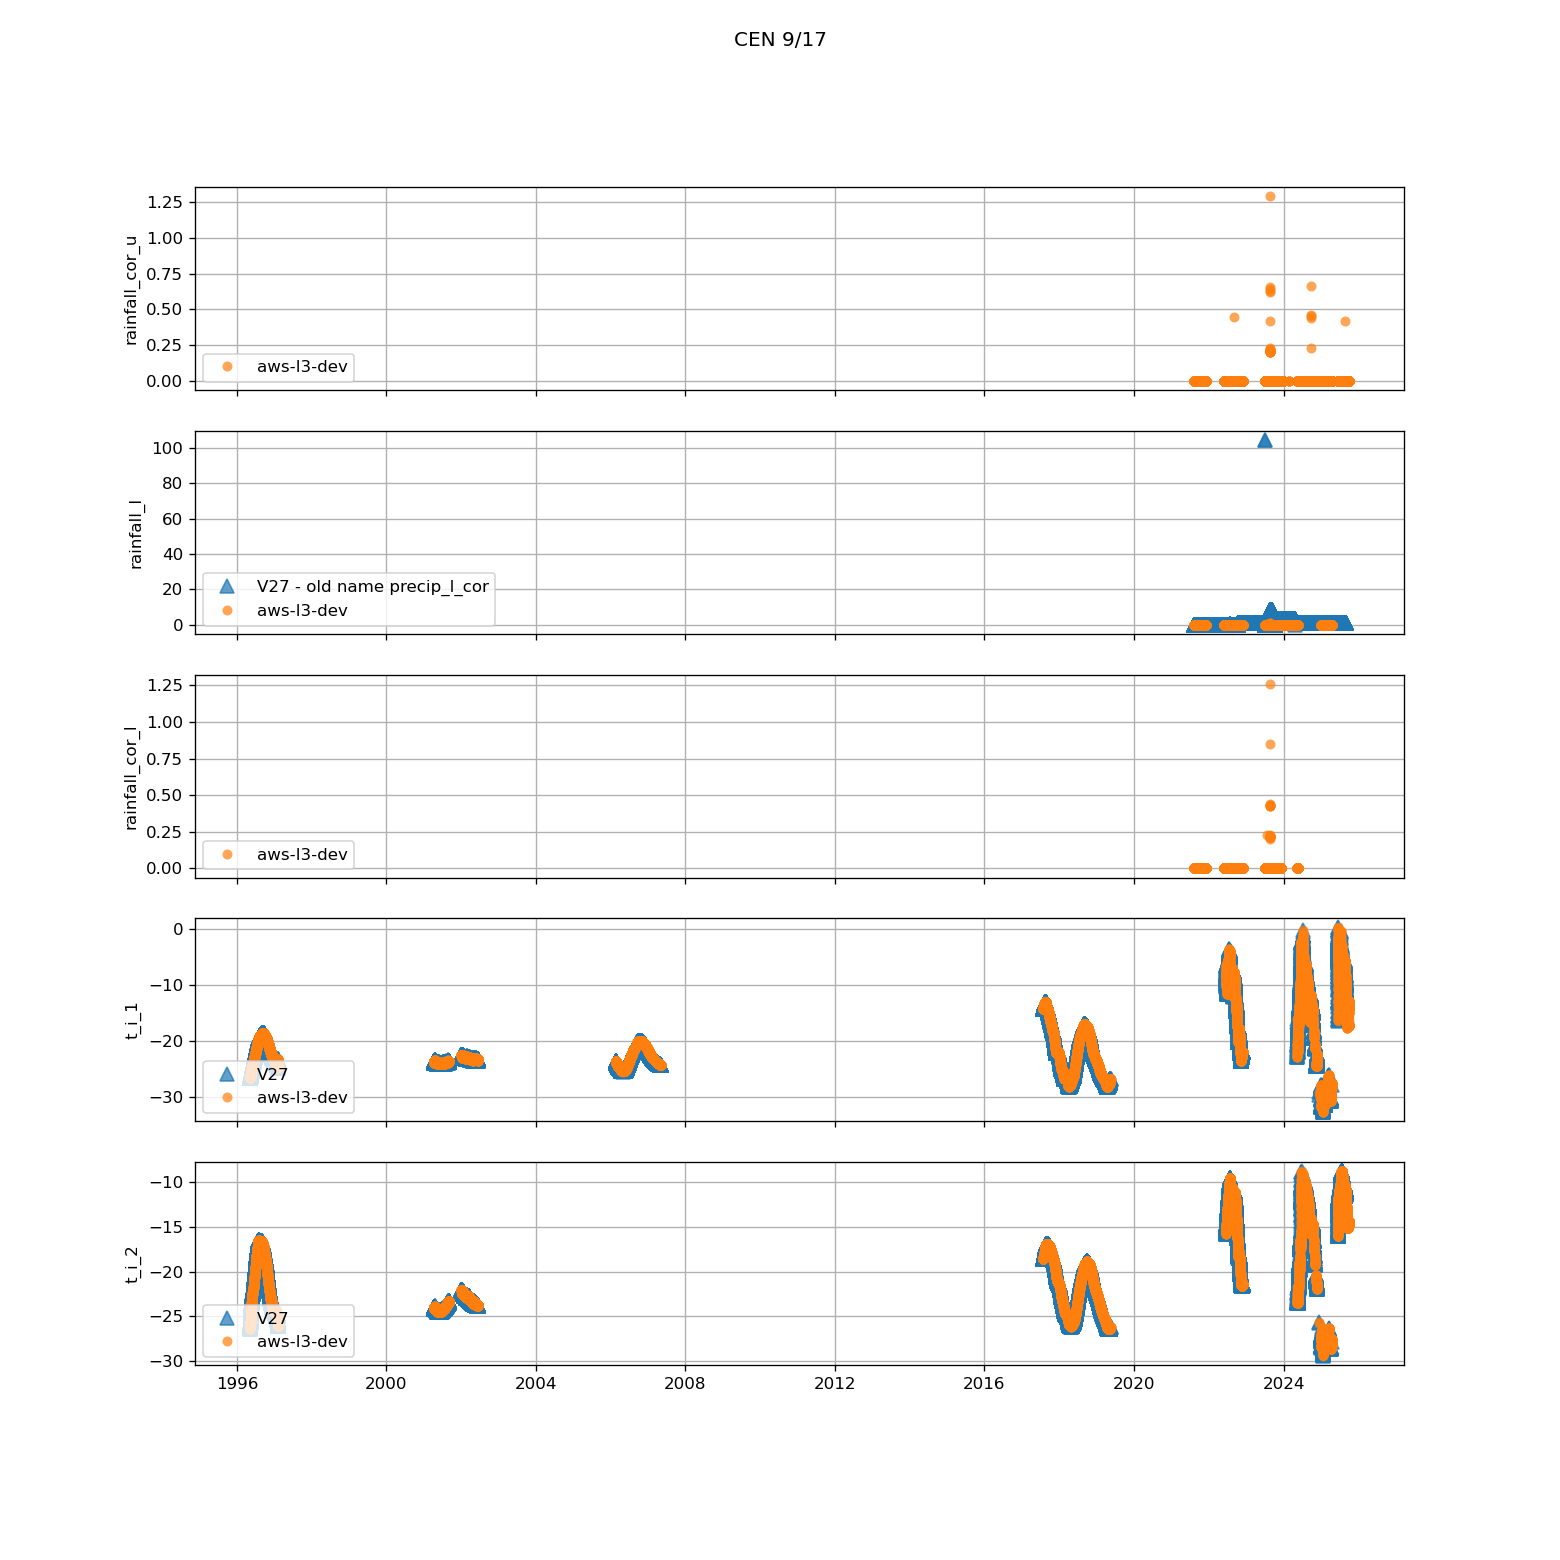 CEN 9/17
1.25
1.00
0.75
0.50
0.25
0.00
rainfall_cor_u
aws-l3-dev
100
80
60
40
20
0
rainfall_l
V27 - old name precip_l_cor
aws-l3-dev
1.25
1.00
0.75
0.50
0.25
0.00
rainfall_cor_l
aws-l3-dev
0
−10
−20
−30
t_i_1
V27
aws-l3-dev
−10
−15
−20
−25
−30
t_i_2
V27
aws-l3-dev
1996 2000 2004 2008 2012 2016 2020 2024